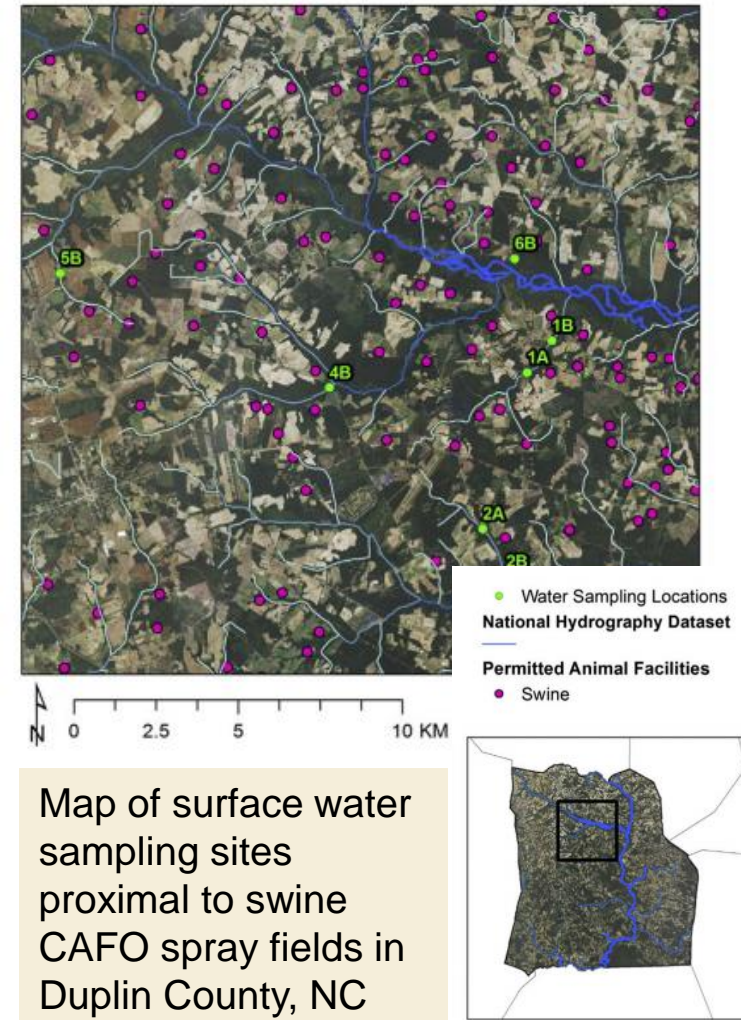 6B
5B
1B
1A
4B
2A
2B
Water Sampling Locations
National Hydrography Dataset
Permitted Animal Facilities
Swine
N
0 2.5 5 10 KM
Map of surface water
sampling sites
proximal to swine
CAFO spray fields in
Duplin County, NC